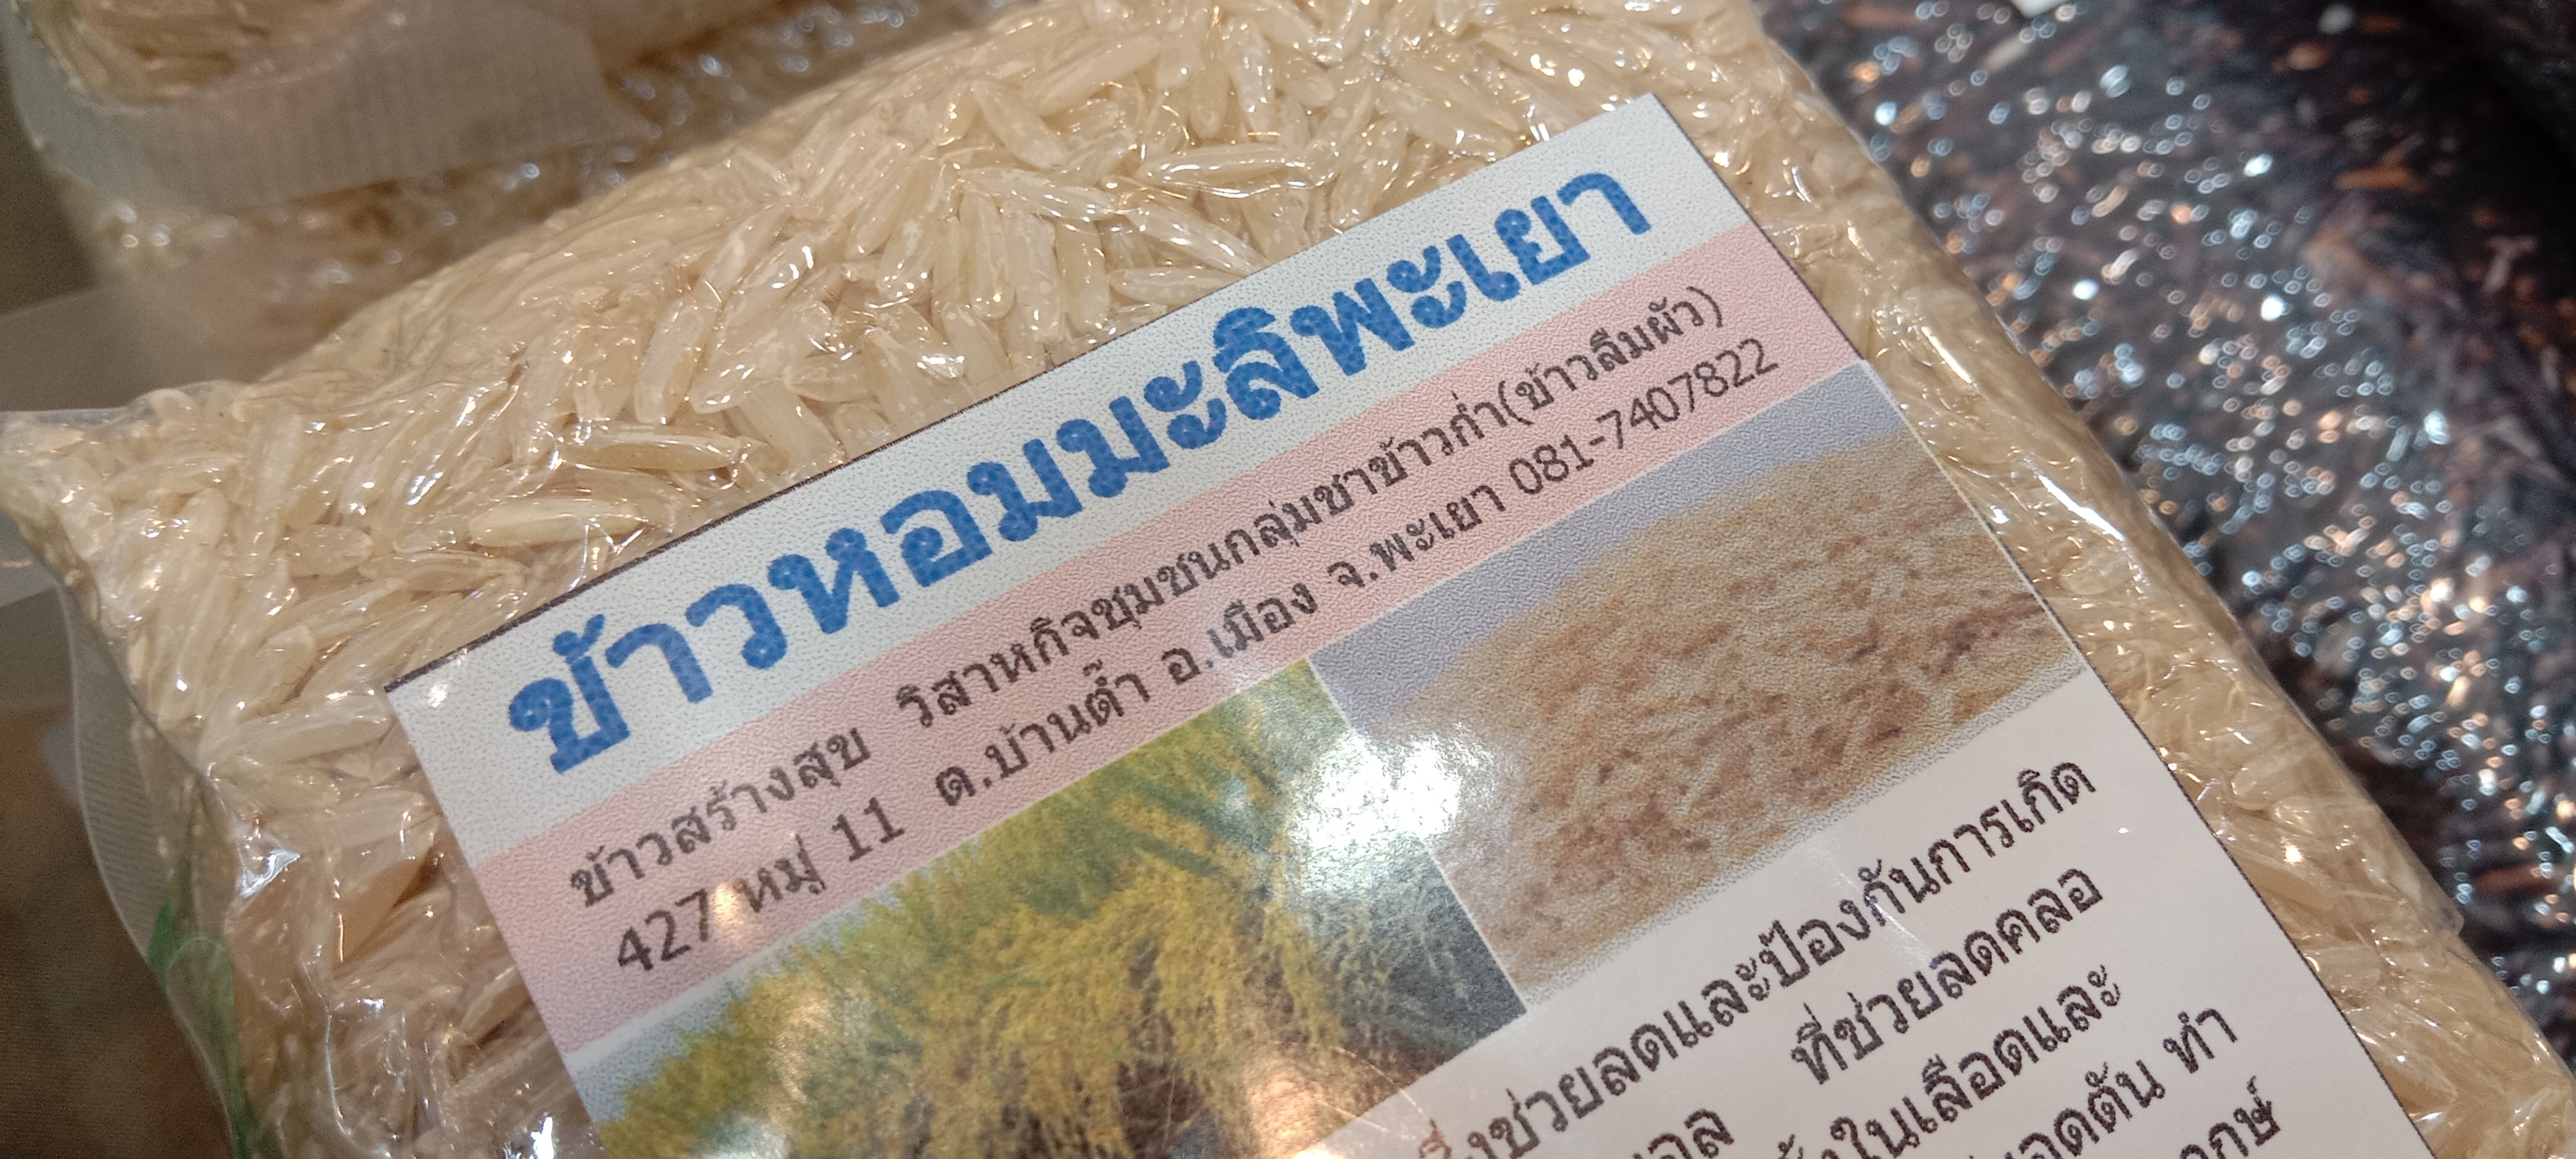 ข้าวหอมมะลิพะเยา
ข้าวสร้างสุข วิสาหกิจชุมชนกลุ่มชาข้าวก่ำ(ข้าวลืมผัว)
427 หมู่ 11 ต.บ้านต๊ำ อ.เมือง จ.พะเยา 081-7407822
ช่วยลดและป้องกันการเกิด
ที่ช่วยลดคลอ
ในเลือดและ
ทำ